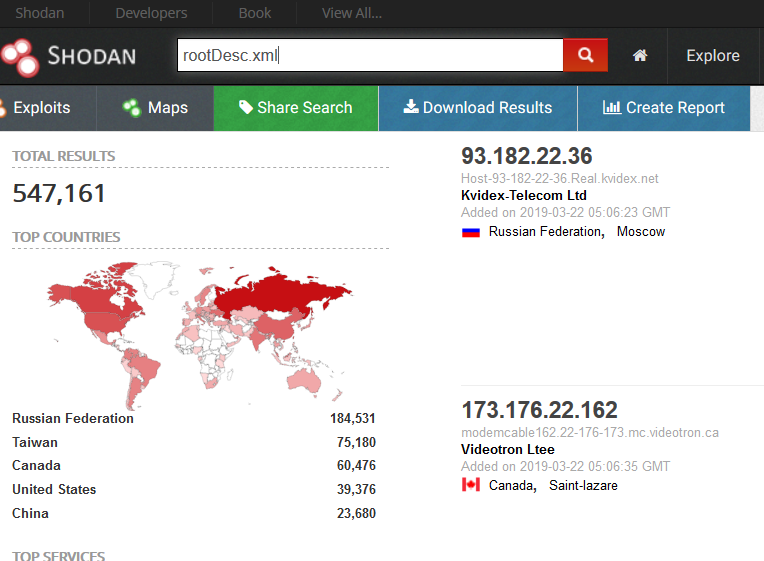 Shodan Developers Book View All...
SHODAN rootDesc.xml Explore
Exploits Maps Share Search Download Results Create Report
TOTAL RESULTS
547,161
TOP COUNTRIES
Russian Federation 184,531
Taiwan 75,180
Canada 60,476
United States 39,376
China 23,680
TOP SERVICES
93.182.22.36
Host-93-182-22-36.Real.kvidex.net
Kvidex-Telecom Ltd
Added on 2019-03-22 05:06:23 GMT
Russian Federation, Moscow
173.176.22.162
modemcable162.22-176-173.mc.videotron.ca
Videotron Ltee
Added on 2019-03-22 05:06:35 GMT
Canada, Saint-lazare